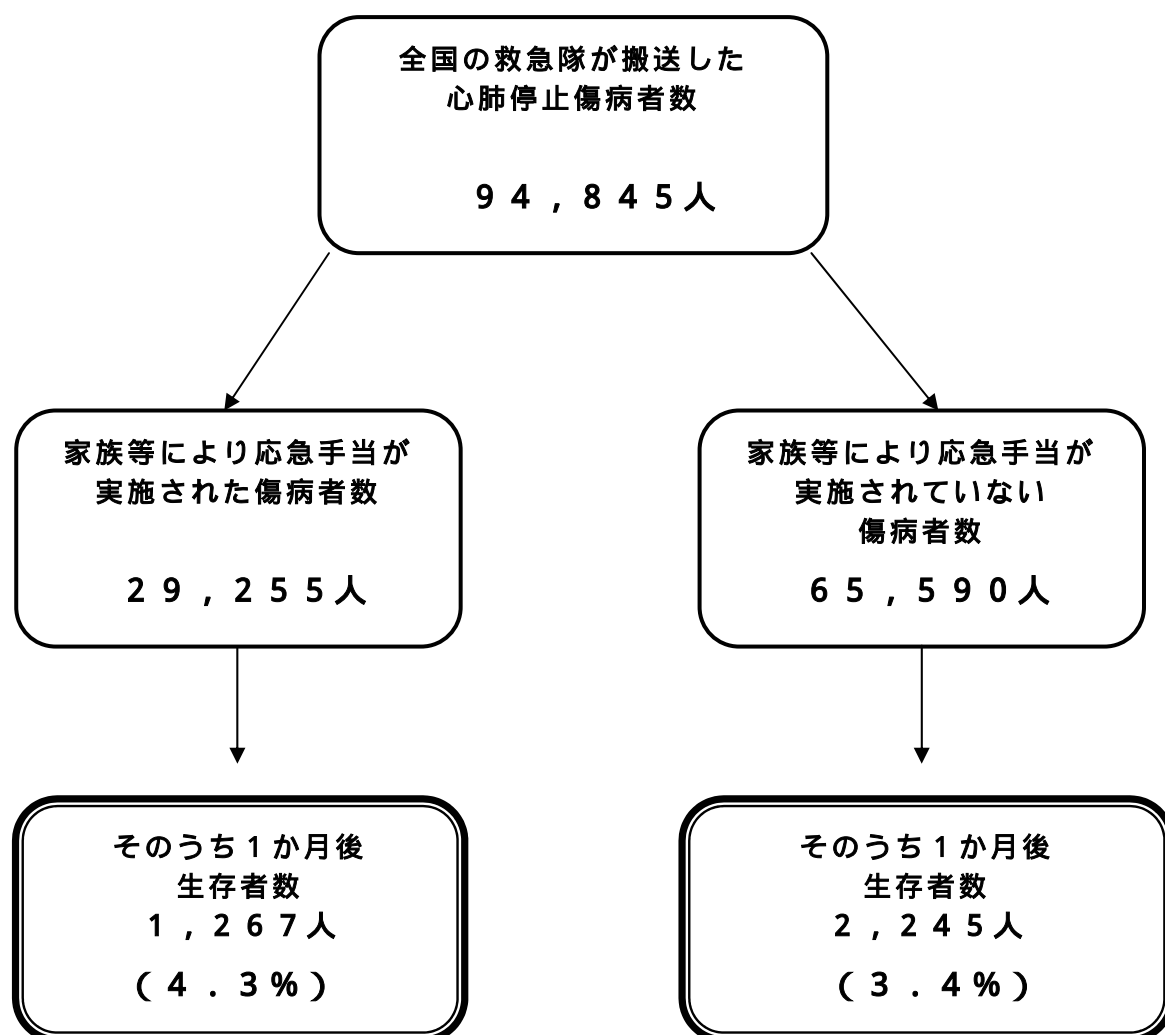 全国の救急隊が搬送した
心肺停止傷病者数
９４,８４５人
家族等により応急手当が
実施された傷病者数
２９,２５５人
家族等により応急手当が
実施されていない
傷病者数
６５,５９０人
そのうち１か月後
生存者数
１,２６７人
(４.３%)
そのうち１か月後
生存者数
２,２４５人
(３.４%)